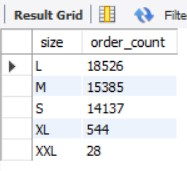 Result Grid Filte
size order_count
L 18526
M 15385
S 14137
XL 544
XXL 28